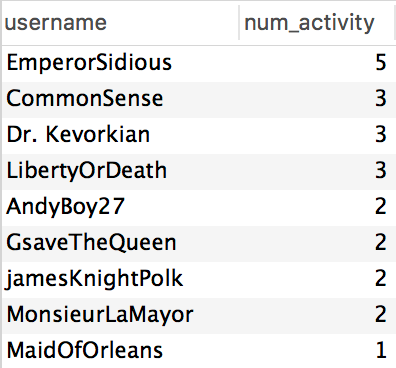 username num_activity
EmperorSidious 5
CommonSense 3
Dr. Kevorkian 3
LibertyOrDeath 3
AndyBoy27 2
GsaveTheQueen 2
jamesKnightPolk 2
MonsieurLaMayor 2
MaidOfOrleans 1